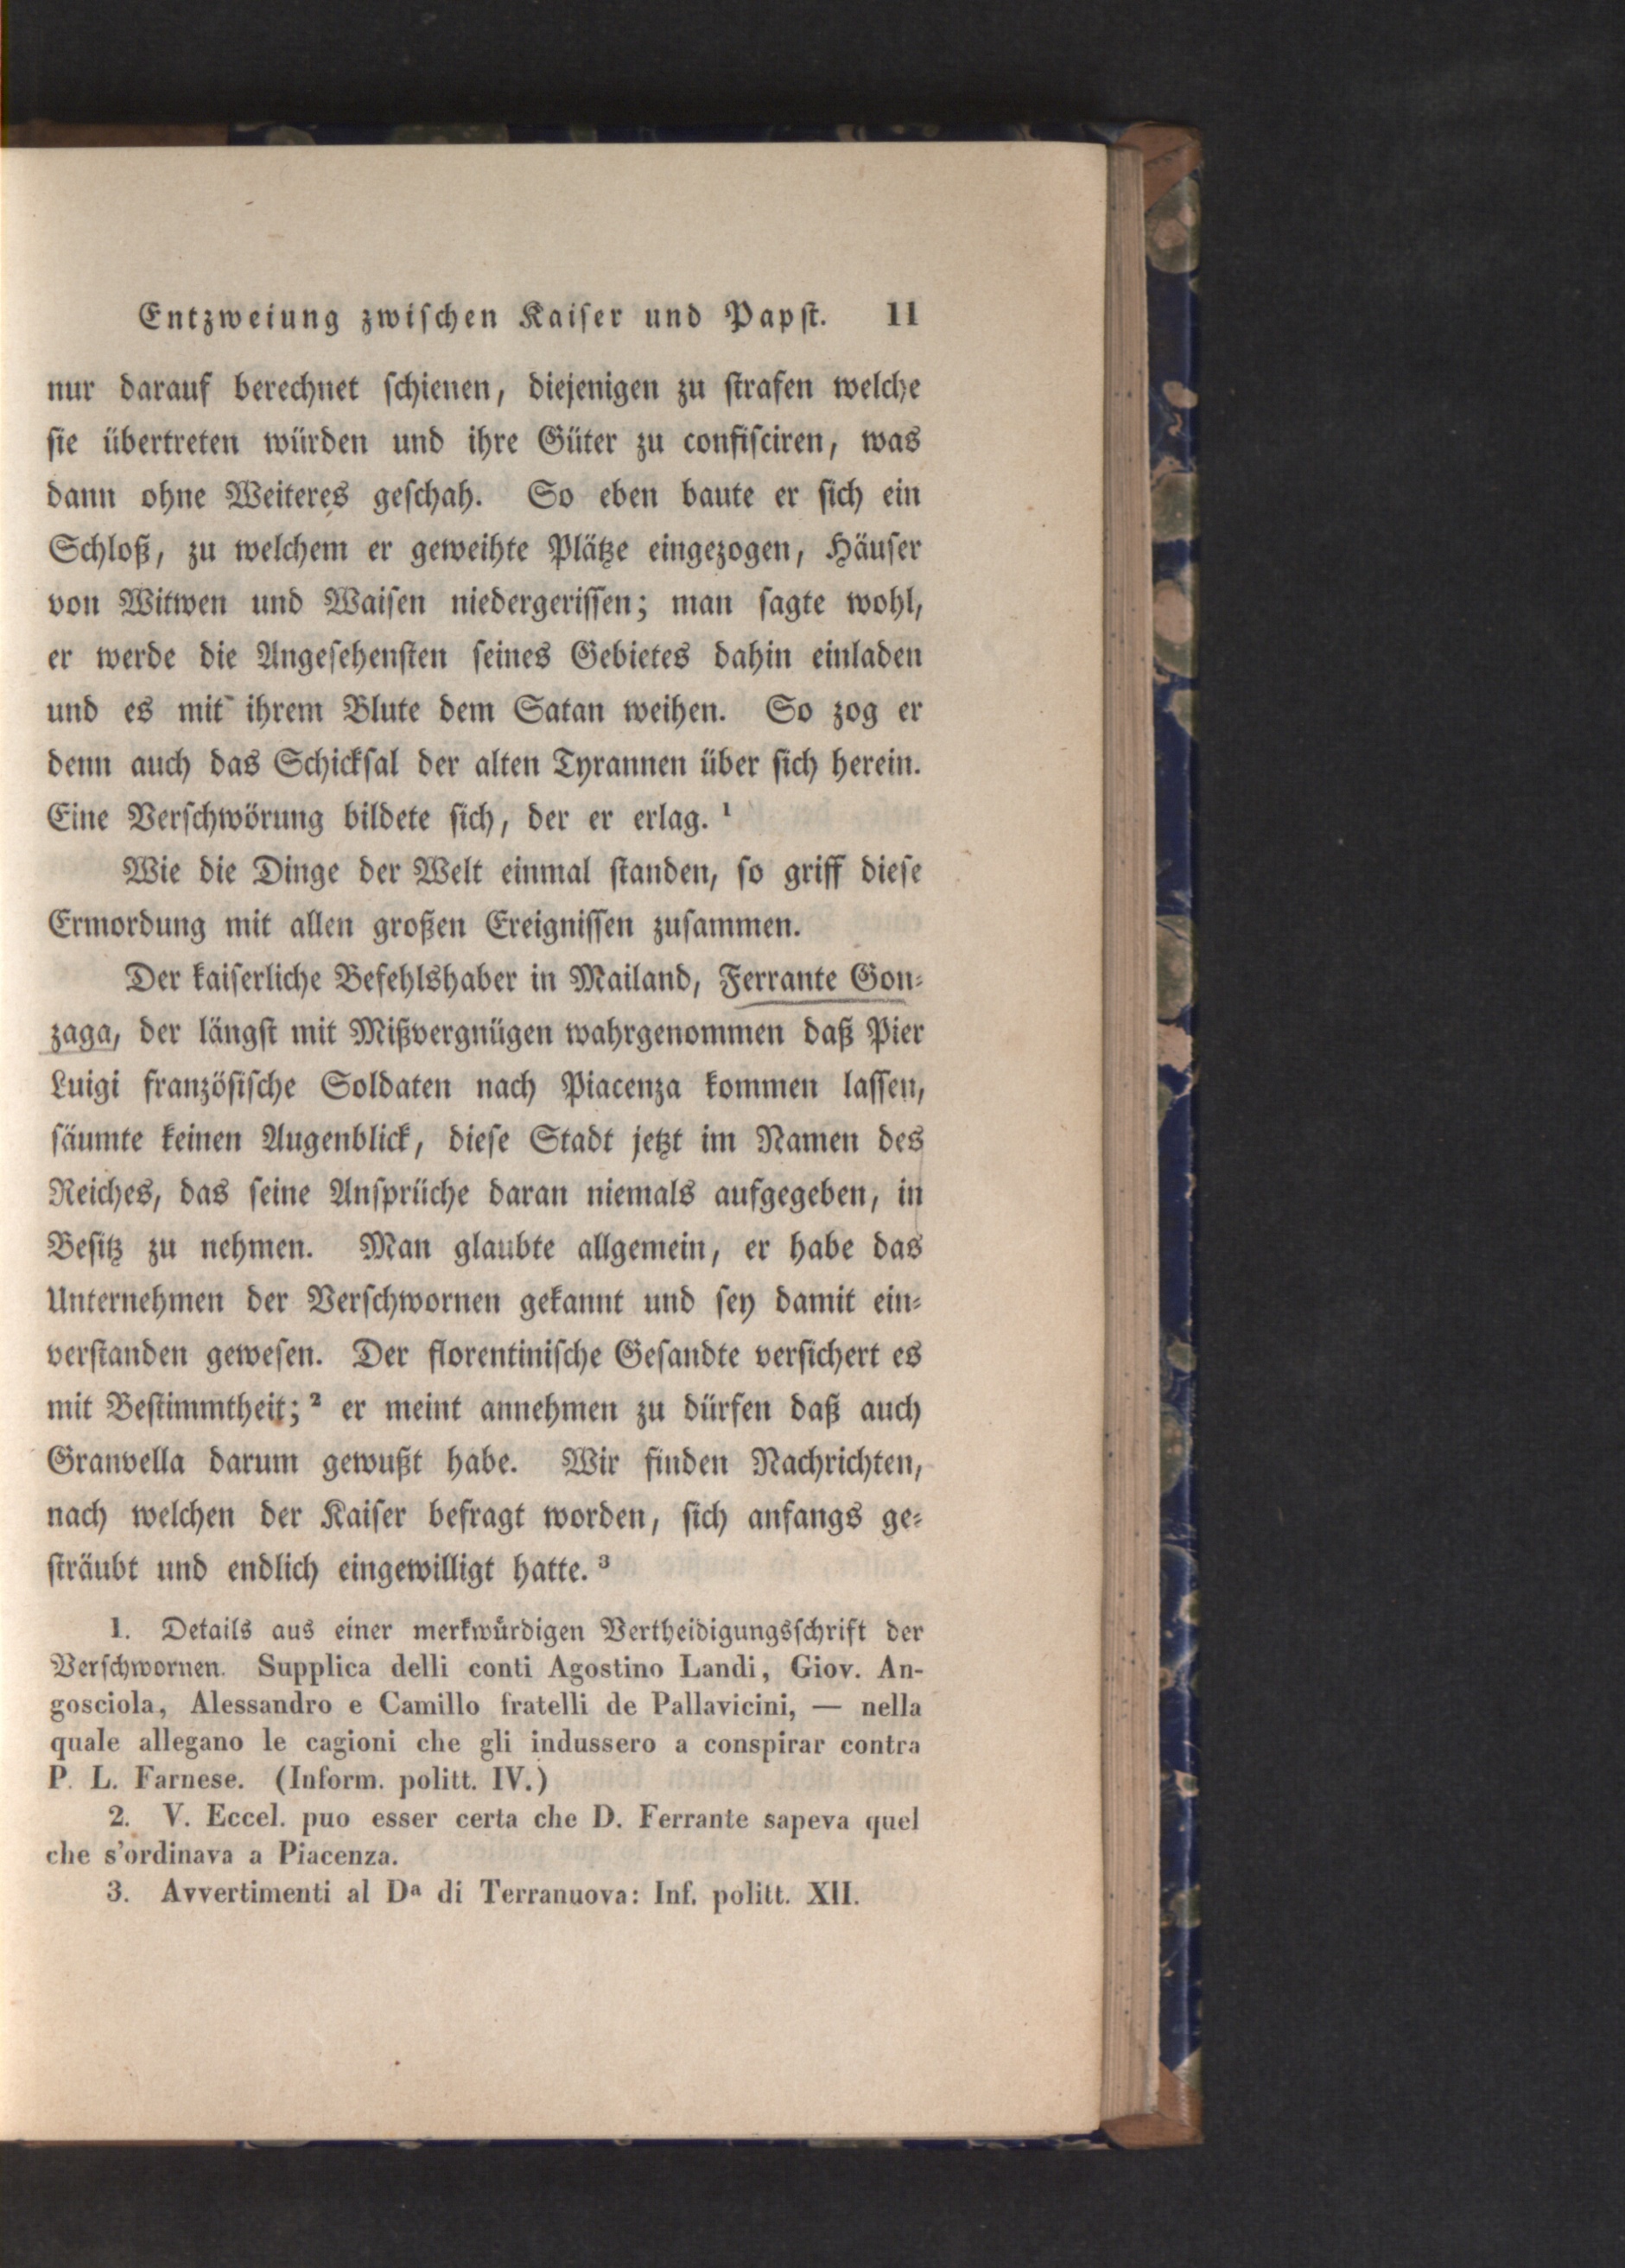 Entzweiung zwiſchen Kaiſer und Papſt. 11
nur darauf berechnet ſchienen, diejenigen zu ſtrafen welche
ſie übertreten würden und ihre Güter zu confiſciren, was
dann ohne Weiteres geſchah. So eben baute er ſich ein
Schloß, zu welchem er geweihte Plätze eingezogen, Häuſer
von Witwen und Waiſen niedergeriſſen; man ſagte wohl,
er werde die Angeſehenſten ſeines Gebietes dahin einladen
und es mit ihrem Blute dem Satan weihen. So zog er
denn auch das Schickſal der alten Tyrannen über ſich herein.
Eine Verſchwörung bildete ſich, der er erlag. ¹
Wie die Dinge der Welt einmal ſtanden, ſo griff dieſe
Ermordung mit allen großen Ereigniſſen zuſammen.
Der kaiſerliche Befehlshaber in Mailand, Ferrante Gon⸗
zaga, der längſt mit Mißvergnügen wahrgenommen daß Pier
Luigi franzöſiſche Soldaten nach Piacenza kommen laſſen,
ſäumte keinen Augenblick, dieſe Stadt jetzt im Namen des
Reiches, das ſeine Anſprüche daran niemals aufgegeben, in
Beſitz zu nehmen. Man glaubte allgemein, er habe das
Unternehmen der Verſchwornen gekannt und ſey damit ein⸗
verſtanden geweſen. Der florentiniſche Geſandte verſichert es
mit Beſtimmtheit; ² er meint annehmen zu dürfen daß auch
Granvella darum gewußt habe. Wir finden Nachrichten,
nach welchen der Kaiſer befragt worden, ſich anfangs ge⸗
ſträubt und endlich eingewilligt hatte. ³
1. Details aus einer merkwuͤrdigen Vertheidigungsſchrift der
Verſchwornen. Supplica delli conti Agostino Landi, Giov. An-
gosciola, Alessandro e Camillo fratelli de Pallavicini, — nella
quale allegano le cagioni che gli indussero a conspirar contra
P. L. Farnese. (Inform. politt. IV.)
2. V. Eccel. puo esser certa che D. Ferrante sapeva quel
che s'ordinava a Piacenza.
3. Avvertimenti al Dᵃ di Terranuova: Inf. politt. XII.